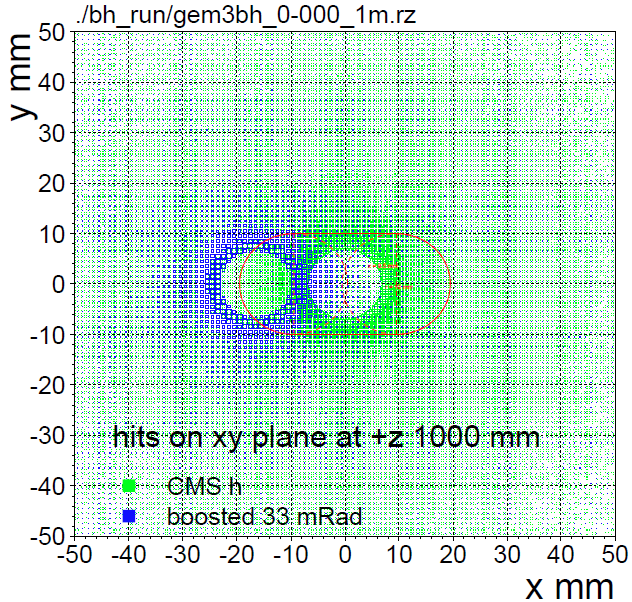 ./bh_run/gem3bh_0-000_1m.rz
y mm
50
40
30
20
10
0
-10
-20
-30
-40
-50
hits on xy plane at +z 1000 mm
CMS h
boosted 33 mRad
-50 -40 -30 -20 -10 0 10 20 30 40 50
x mm